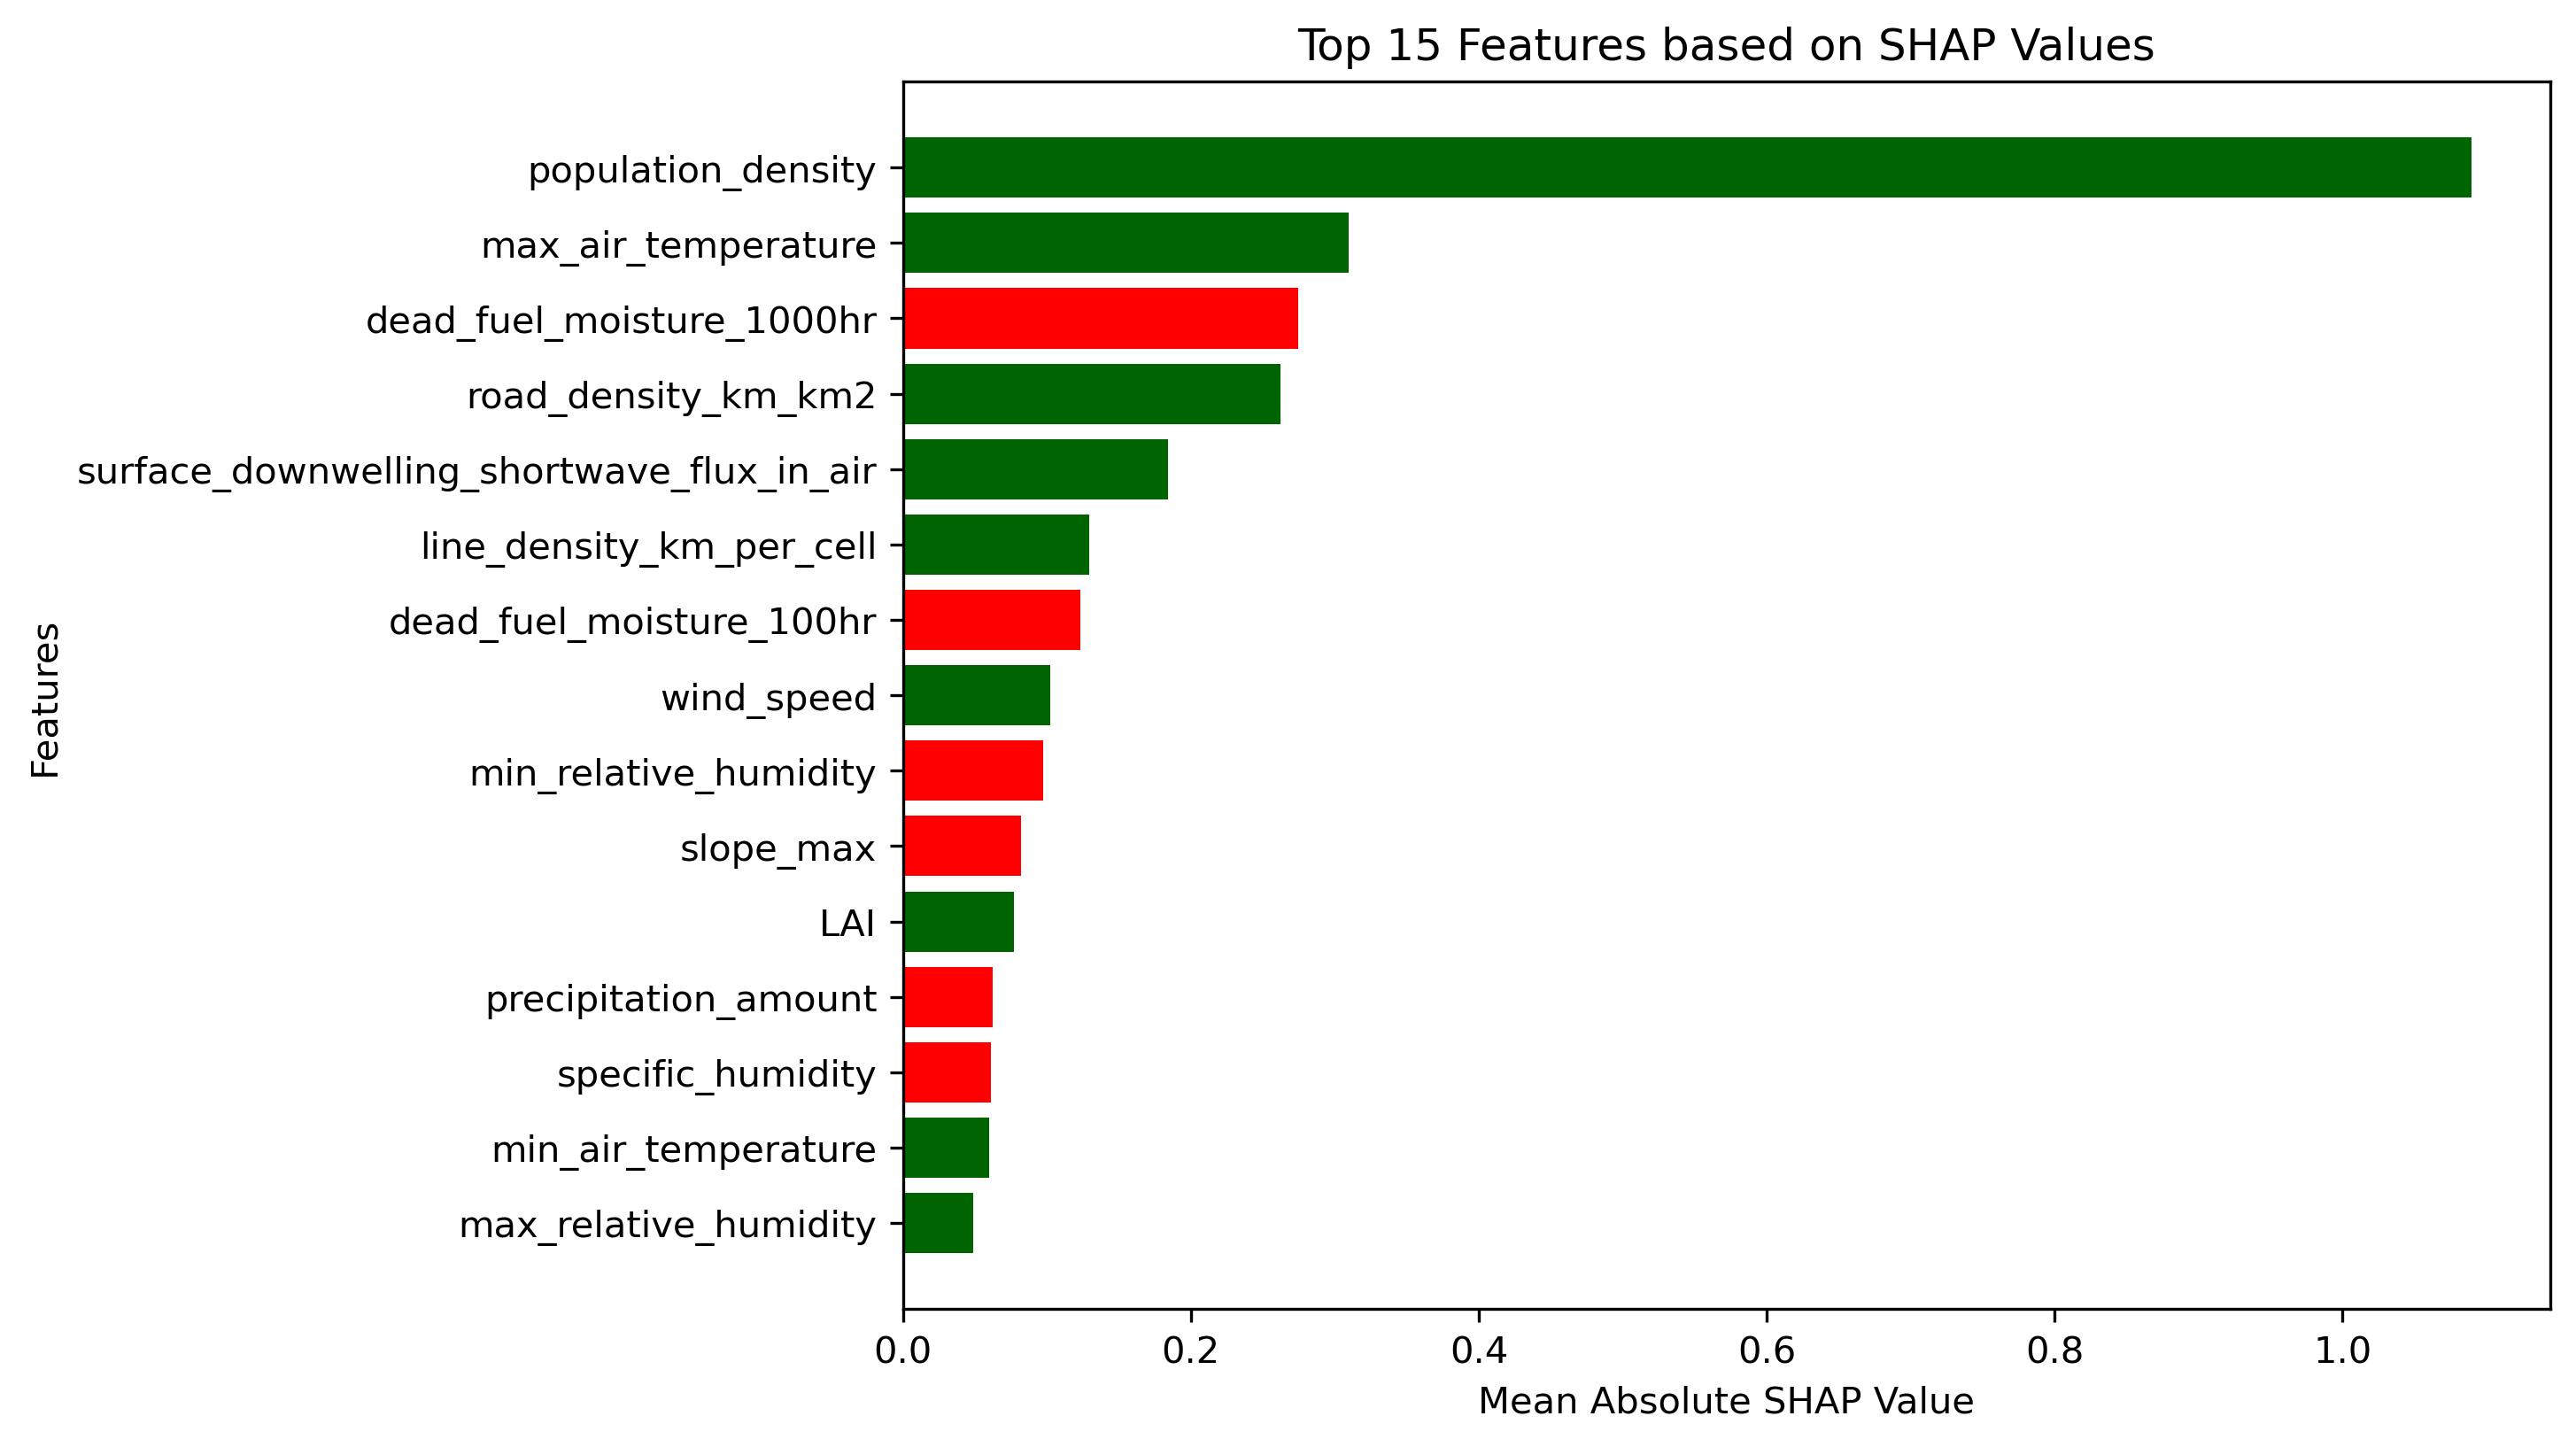 Top 15 Features based on SHAP Values
Features
population_density
max_air_temperature
dead_fuel_moisture_1000hr
road_density_km_km2
surface_downwelling_shortwave_flux_in_air
line_density_km_per_cell
dead_fuel_moisture_100hr
wind_speed
min_relative_humidity
slope_max
LAI
precipitation_amount
specific_humidity
min_air_temperature
max_relative_humidity
0.0 0.2 0.4 0.6 0.8 1.0
Mean Absolute SHAP Value